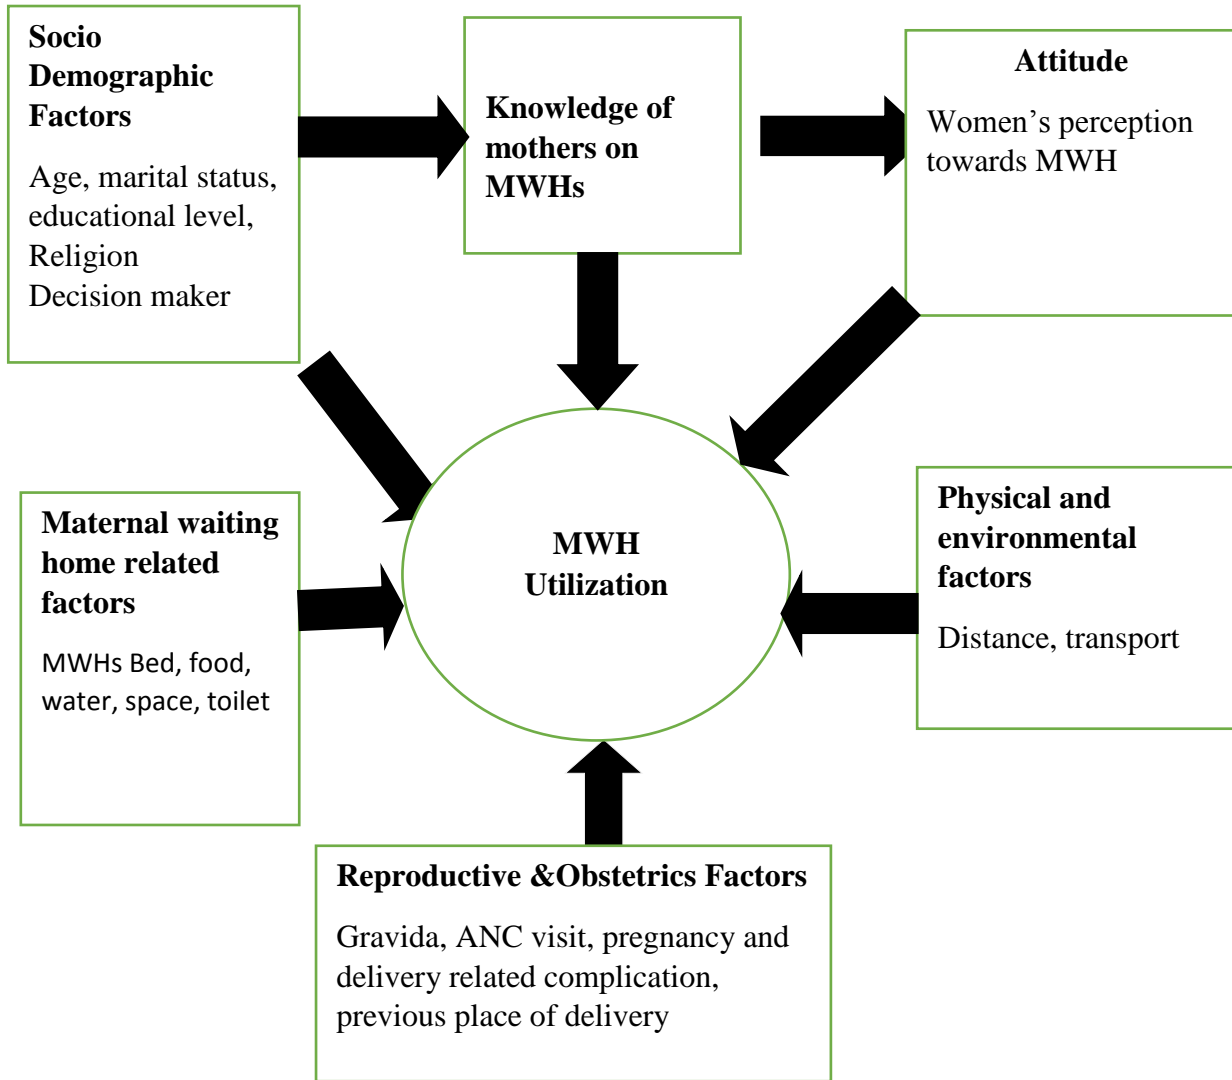 Socio
Demographic
Factors
Age, marital status,
educational level,
Religion
Decision maker
Knowledge of
mothers on
MWHs
Attitude
Women’s perception
towards MWH
Maternal waiting
home related
factors
MWHs Bed, food,
water, space, toilet
MWH
Utilization
Physical and
environmental
factors
Distance, transport
Reproductive &Obstetrics Factors
Gravida, ANC visit, pregnancy and
delivery related complication,
previous place of delivery